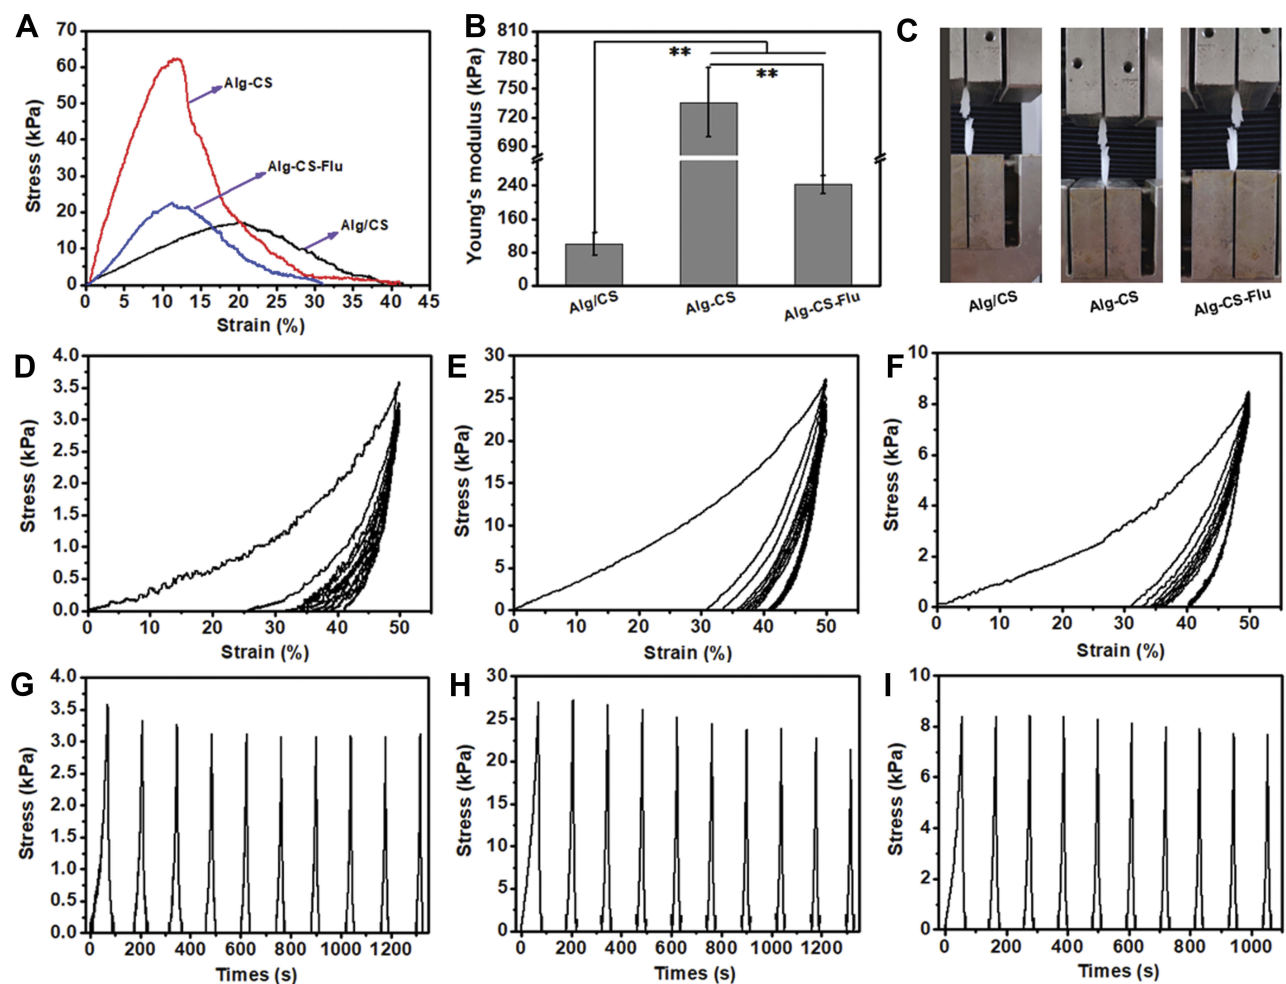 A
Stress (kPa)
70
60
50
40
30
20
10
0
0 5 10 15 20 25 30 35 40 45
Strain (%)
Alg-CS
Alg-CS-Flu
Alg/CS
B
Young's modulus (kPa)
810
780
750
720
690
240
160
80
0
**
**
Alg/CS Alg-CS Alg-CS-Flu
C
Alg/CS Alg-CS Alg-CS-Flu
D
Stress (kPa)
4.0
3.5
3.0
2.5
2.0
1.5
1.0
0.5
0.0
0 10 20 30 40 50
Strain (%)
E
Stress (kPa)
30
25
20
15
10
5
0
0 10 20 30 40 50
Strain (%)
F
Stress (kPa)
10
8
6
4
2
0
0 10 20 30 40 50
Strain (%)
G
Stress (kPa)
4.0
3.5
3.0
2.5
2.0
1.5
1.0
0.5
0.0
0 200 400 600 800 1000 1200
Times (s)
H
Stress (kPa)
30
25
20
15
10
5
0
0 200 400 600 800 1000 1200
Times (s)
I
Stress (kPa)
10
8
6
4
2
0
0 200 400 600 800 1000
Times (s)